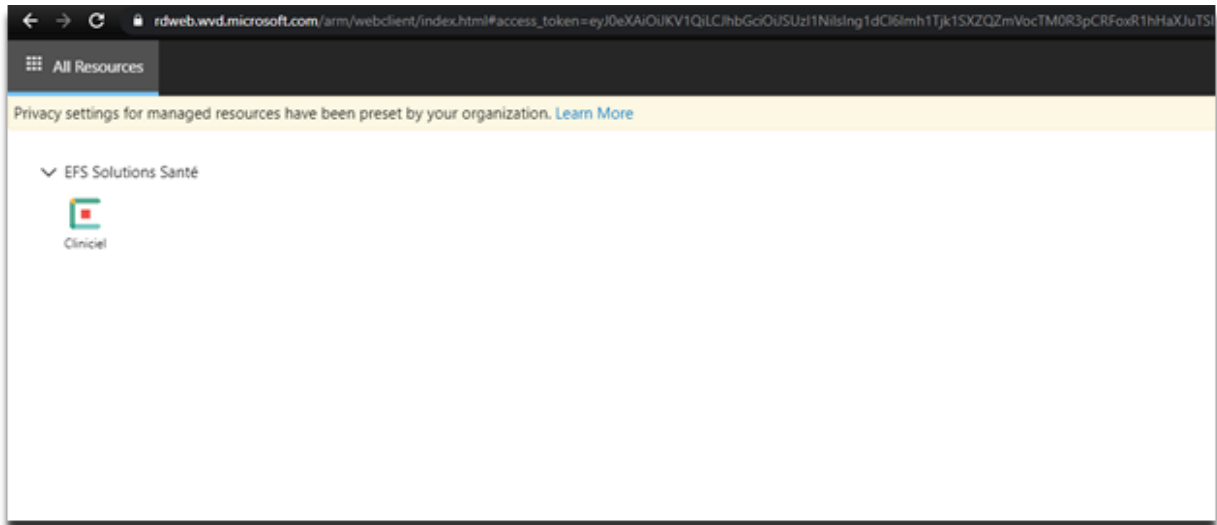 rdweb.wvd.microsoft.com/arm/webclient/index.html#access_token=
All Resources
Privacy settings for managed resources have been preset by your organization. Learn More
EFS Solutions Santé
Cliniciel